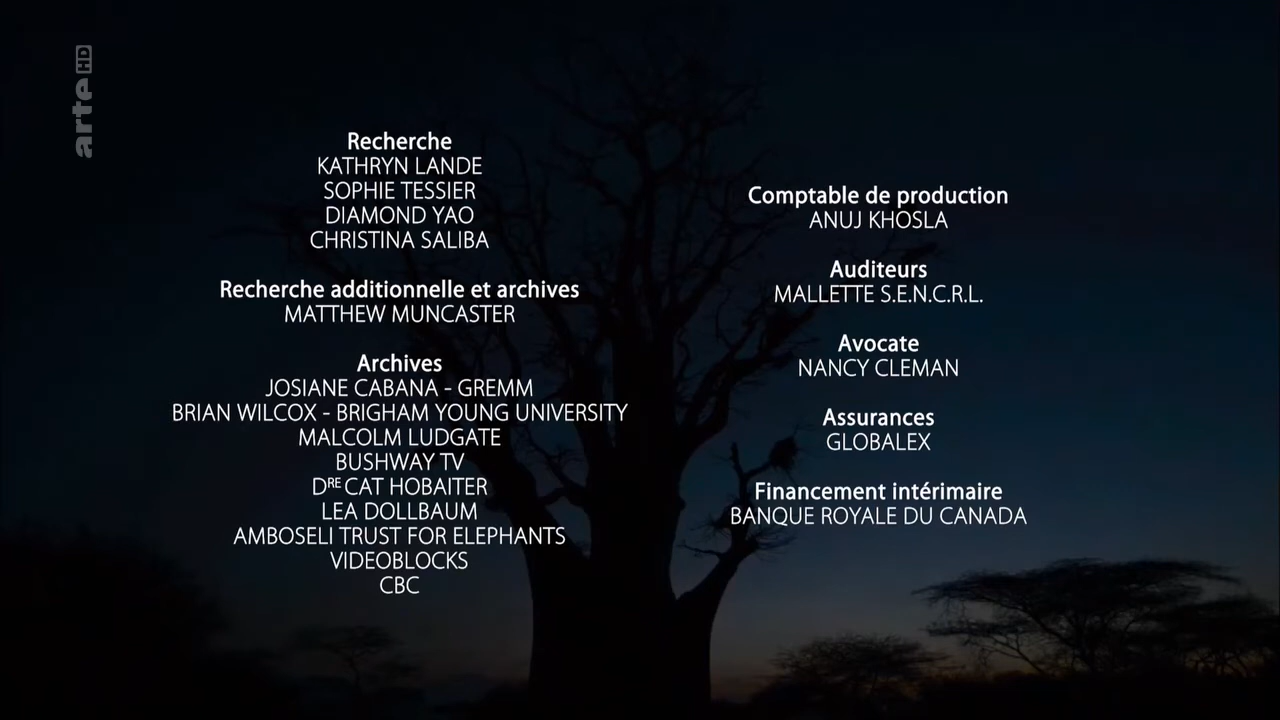 arte HD
Recherche
KATHRYN LANDE
SOPHIE TESSIER
DIAMOND YAO
CHRISTINA SALIBA
Recherche additionnelle et archives
MATTHEW MUNCASTER
Archives
JOSIANE CABANA - GREMM
BRIAN WILCOX - BRIGHAM YOUNG UNIVERSITY
MALCOLM LUDGATE
BUSHWAY TV
DRE CAT HOBAITER
LEA DOLLBAUM
AMBOSELI TRUST FOR ELEPHANTS
VIDEOBLOCKS
CBC
Comptable de production
ANUJ KHOSLA
Auditeurs
MALLETTE S.E.N.C.R.L.
Avocate
NANCY CLEMAN
Assurances
GLOBALEX
Financement intérimaire
BANQUE ROYALE DU CANADA